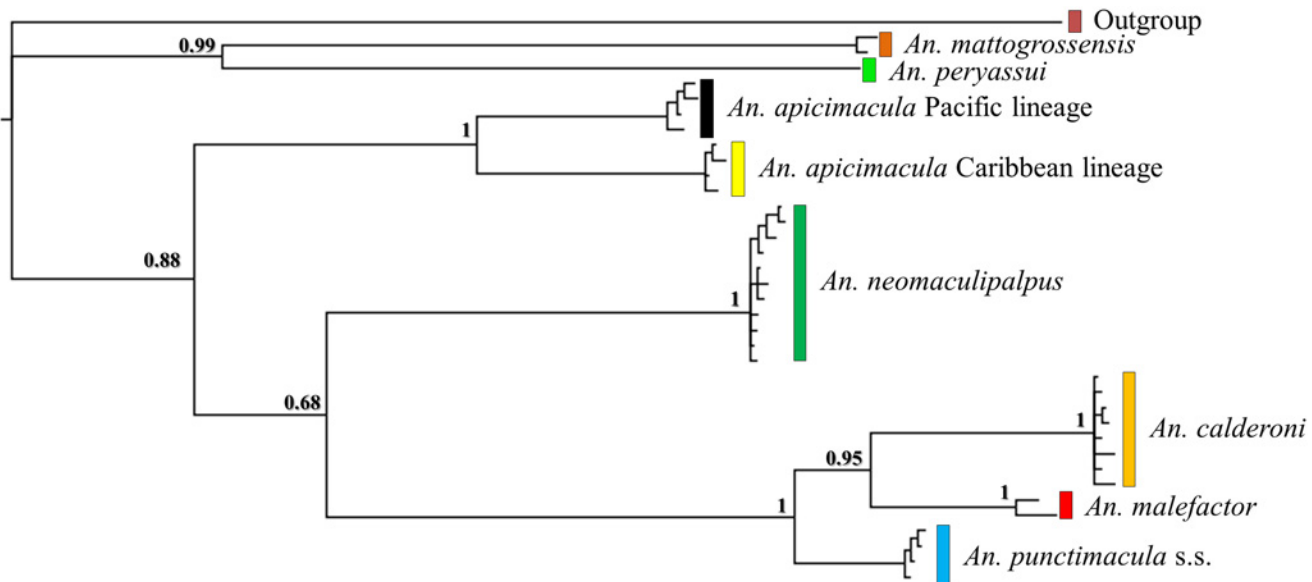 Outgroup
0.99
An. mattogrossensis
An. peryassui
An. apicimacula Pacific lineage
1
An. apicimacula Caribbean lineage
0.88
An. neomaculipalpus
1
0.68
1
An. calderoni
0.95
1
An. malefactor
1
An. punctimacula s.s.